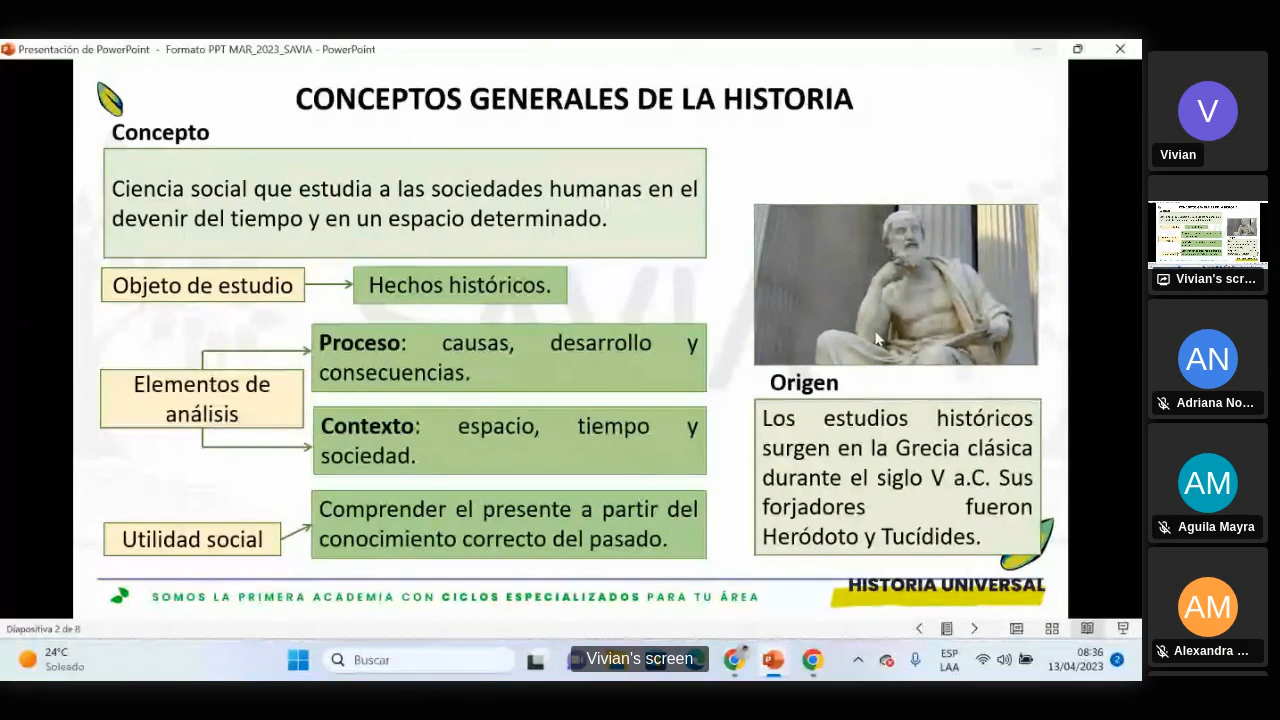 Presentación de PowerPoint - Formato PPT MAR_2023_SAVIA - PowerPoint
CONCEPTOS GENERALES DE LA HISTORIA
Concepto
Ciencia social que estudia a las sociedades humanas en el
devenir del tiempo y en un espacio determinado.
Objeto de estudio
Hechos históricos.
Elementos de
análisis
Proceso: causas, desarrollo y
consecuencias.
Contexto: espacio, tiempo y
sociedad.
Utilidad social
Comprender el presente a partir del
conocimiento correcto del pasado.
Origen
Los estudios históricos
surgen en la Grecia clásica
durante el siglo V a.C. Sus
forjadores fueron
Heródoto y Tucídides.
SOMOS LA PRIMERA ACADEMIA CON CICLOS ESPECIALIZADOS PARA TU ÁREA
HISTORIA UNIVERSAL
Diapositiva 2 de 8
24°C
Soleado
Buscar
Vivian's screen
ESP
LAA
08:36
13/04/2023
2
V
Vivian
Vivian's scr...
AN
Adriana No...
AM
Aguila Mayra
AM
Alexandra ...